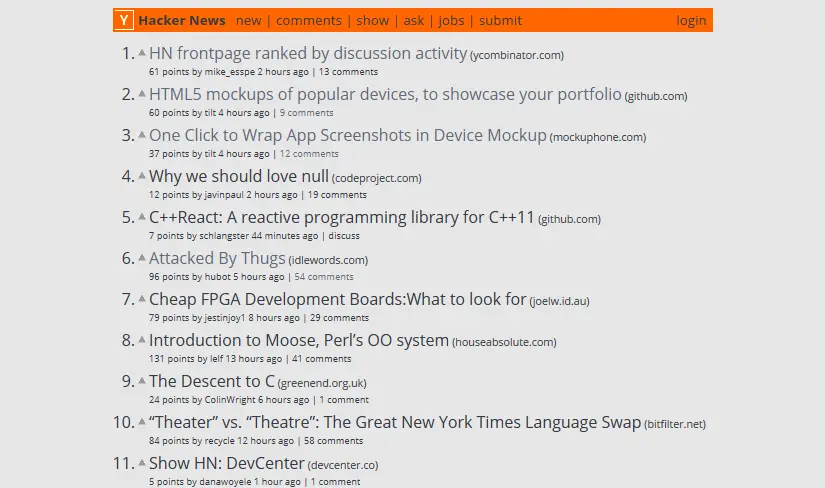 Y Hacker News new | comments | show | ask | jobs | submit login
1. HN frontpage ranked by discussion activity (ycombinator.com)
61 points by mike_esspe 2 hours ago | 13 comments
2. HTML5 mockups of popular devices, to showcase your portfolio (github.com)
60 points by tilt 4 hours ago | 9 comments
3. One Click to Wrap App Screenshots in Device Mockup (mockuphone.com)
37 points by tilt 4 hours ago | 12 comments
4. Why we should love null (codeproject.com)
12 points by javinpaul 2 hours ago | 19 comments
5. C++React: A reactive programming library for C++11 (github.com)
7 points by schlangster 44 minutes ago | discuss
6. Attacked By Thugs (idlewords.com)
96 points by hubot 5 hours ago | 54 comments
7. Cheap FPGA Development Boards:What to look for (joelw.id.au)
79 points by jestinjoy1 8 hours ago | 29 comments
8. Introduction to Moose, Perl’s OO system (houseabsolute.com)
131 points by lelf 13 hours ago | 41 comments
9. The Descent to C (greenend.org.uk)
24 points by ColinWright 6 hours ago | 1 comment
10. “Theater” vs. “Theatre”: The Great New York Times Language Swap (bitfilter.net)
84 points by recycle 12 hours ago | 58 comments
11. Show HN: DevCenter (devcenter.co)
5 points by danawoyele 1 hour ago | 1 comment